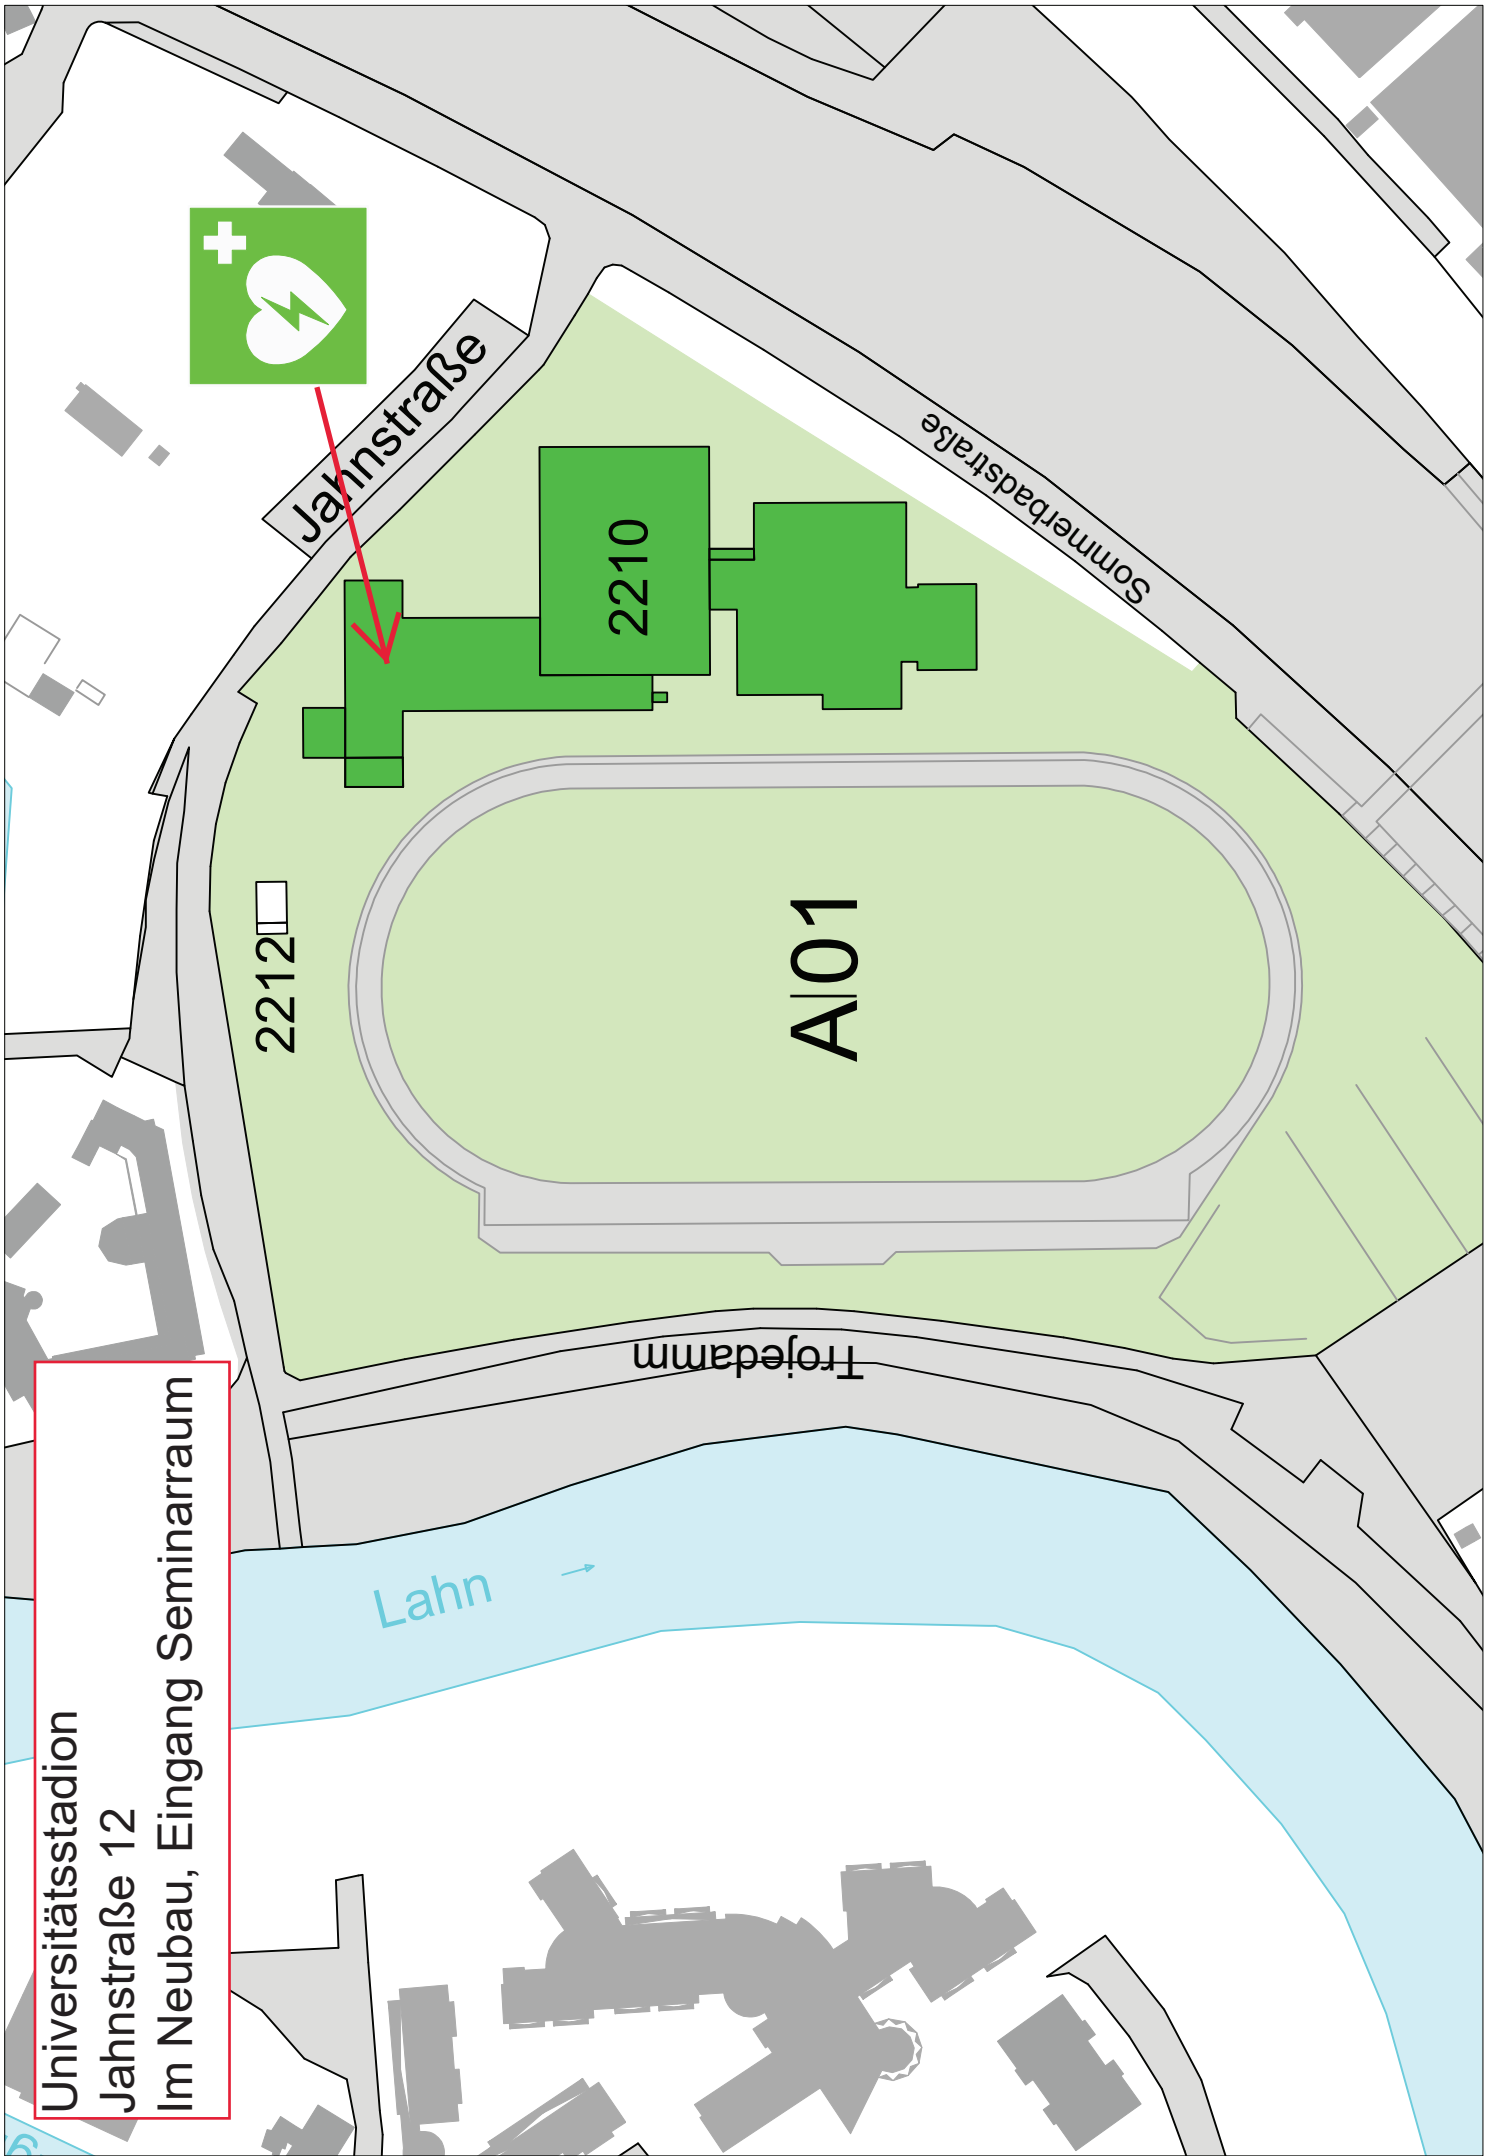 Universitätsstadion
Jahnstraße 12
Im Neubau, Eingang Seminarraum
Jahnstraße
Sommerbadstraße
2210
2212
A|01
Trojedamm
Lahn